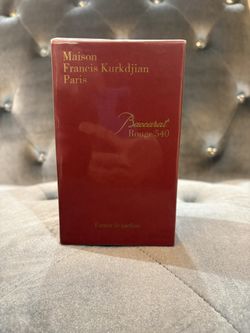 Maison
Francis Kurkdjian
Paris
Baccarat
Rouge 540
Extrait de parfum